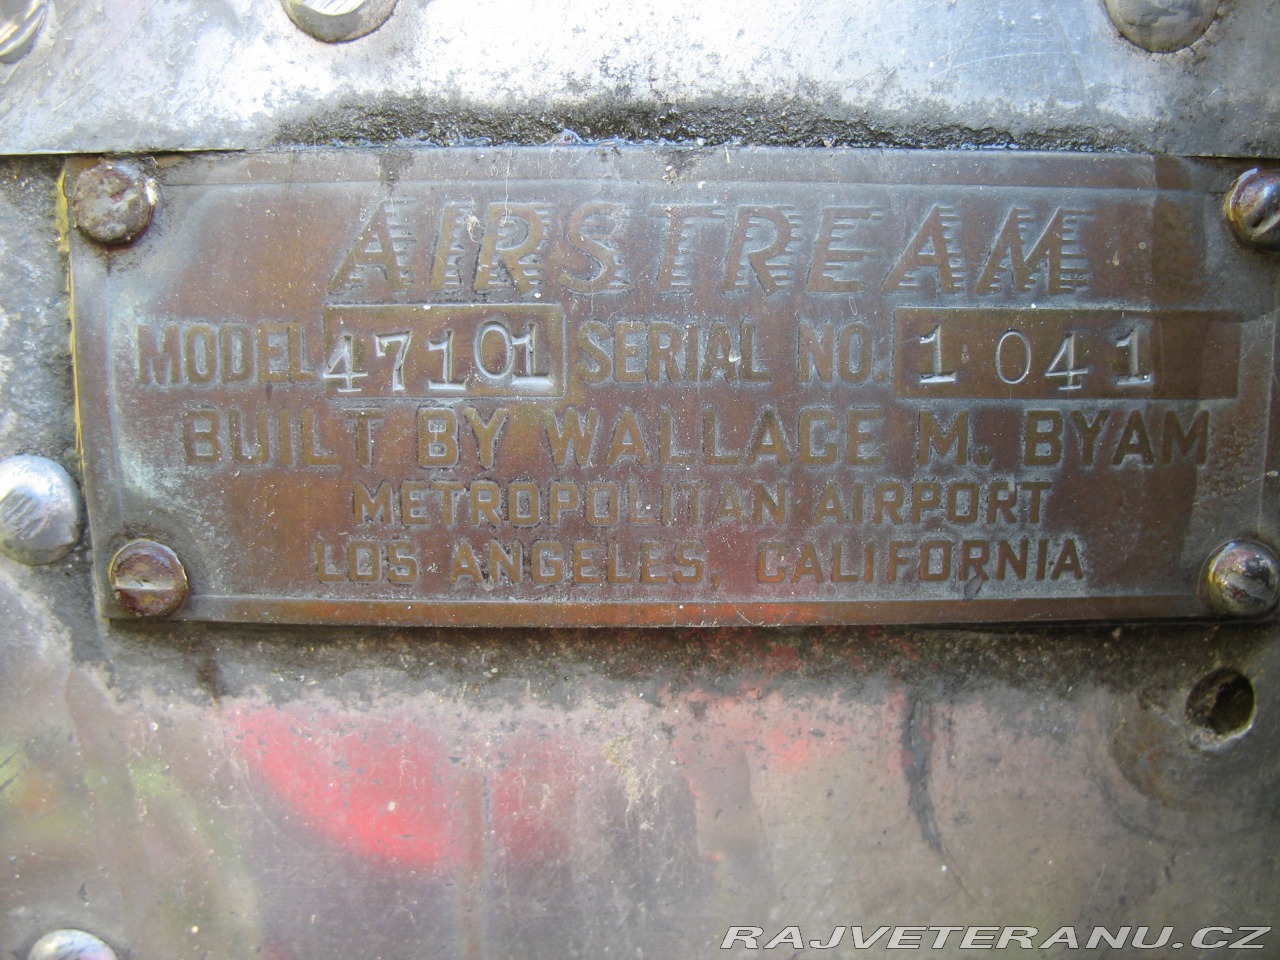 AIRSTREAM
MODEL 47101 SERIAL NO. 1041
BUILT BY WALLACE M. BYAM
METROPOLITAN AIRPORT
LOS ANGELES, CALIFORNIA
RAJVETERANU.CZ